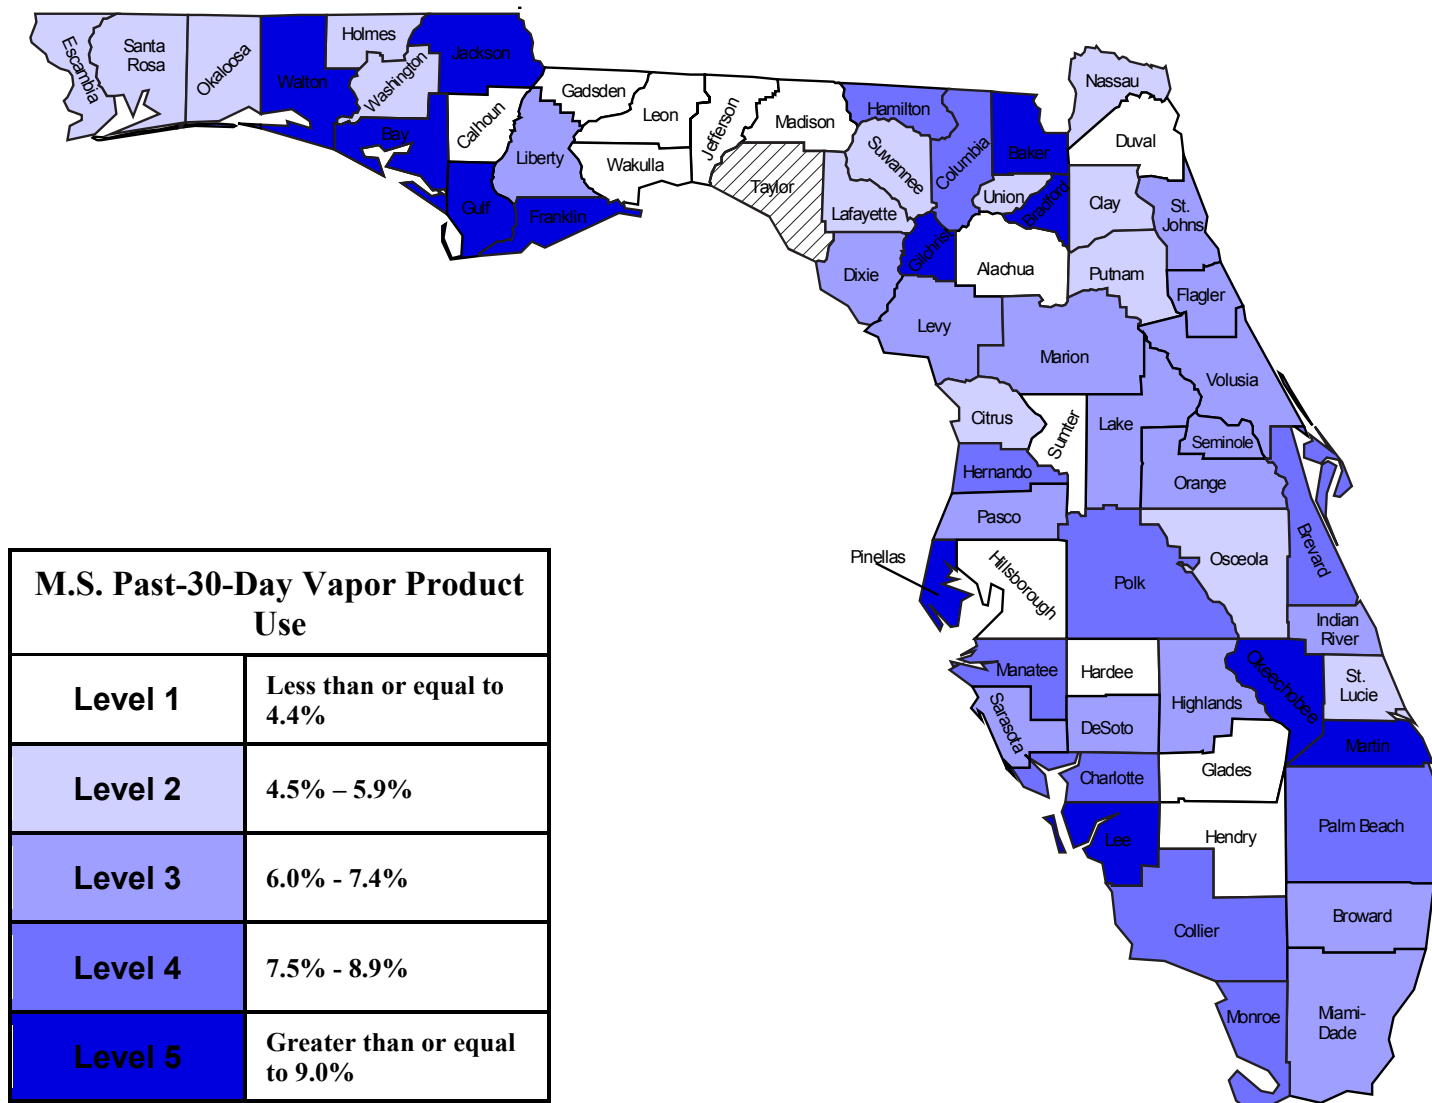 Escambia
Santa
Rosa
Okaloosa
Walton
Holmes
Washington
Jackson
Bay
Calhoun
Gulf
Liberty
Franklin
Gadsden
Leon
Wakulla
Jefferson
Madison
Taylor
Hamilton
Suwannee
Lafayette
Columbia
Dixie
Gilchrist
Baker
Union
Bradford
Nassau
Duval
Clay
St.
Johns
Alachua
Putnam
Flagler
Levy
Marion
Volusia
Citrus
Sumter
Lake
Seminole
Orange
Hernando
Pasco
Pinellas
Hillsborough
Polk
Osceola
Brevard
Indian
River
Manatee
Hardee
Highlands
Okeechobee
St.
Lucie
Sarasota
DeSoto
Martin
Charlotte
Glades
Lee
Hendry
Palm Beach
Collier
Broward
Monroe
Miami-
Dade
M.S. Past-30-Day Vapor Product
Use
Level 1
Less than or equal to
4.4%
Level 2
4.5% – 5.9%
Level 3
6.0% - 7.4%
Level 4
7.5% - 8.9%
Level 5
Greater than or equal
to 9.0%